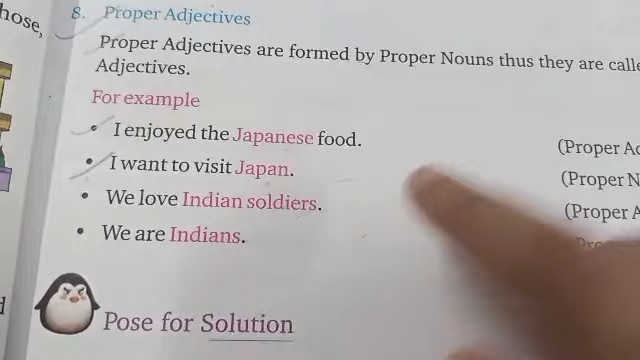 hose,
8. Proper Adjectives
Proper Adjectives are formed by Proper Nouns thus they are calle
Adjectives.
For example
• I enjoyed the Japanese food. (Proper Ad
• I want to visit Japan. (Proper N
• We love Indian soldiers. (Proper A
• We are Indians.
Pose for Solution